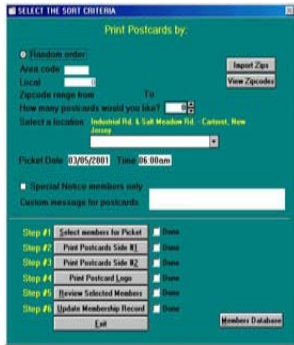 SELECT THE SORT CRITERIA
Print Postcards by:
Random order
Area code
Import Zips
Local
View Zipcodes
Zipcode range from To
How many postcards would you like?
Select a location Industrial Rd. & Salt Meadow Rd. - Carteret, New
Jersey
Picket Date 03/05/2001 Time 06:00am
Special Notice members only
Custom message for postcards
Step #1 Select members for Picket Done
Step #2 Print Postcards Side #1 Done
Step #3 Print Postcards Side #2 Done
Step #4 Print Postcard Logo Done
Step #5 Review Selected Members Done
Step #6 Update Membership Record Done
Exit
Members Database